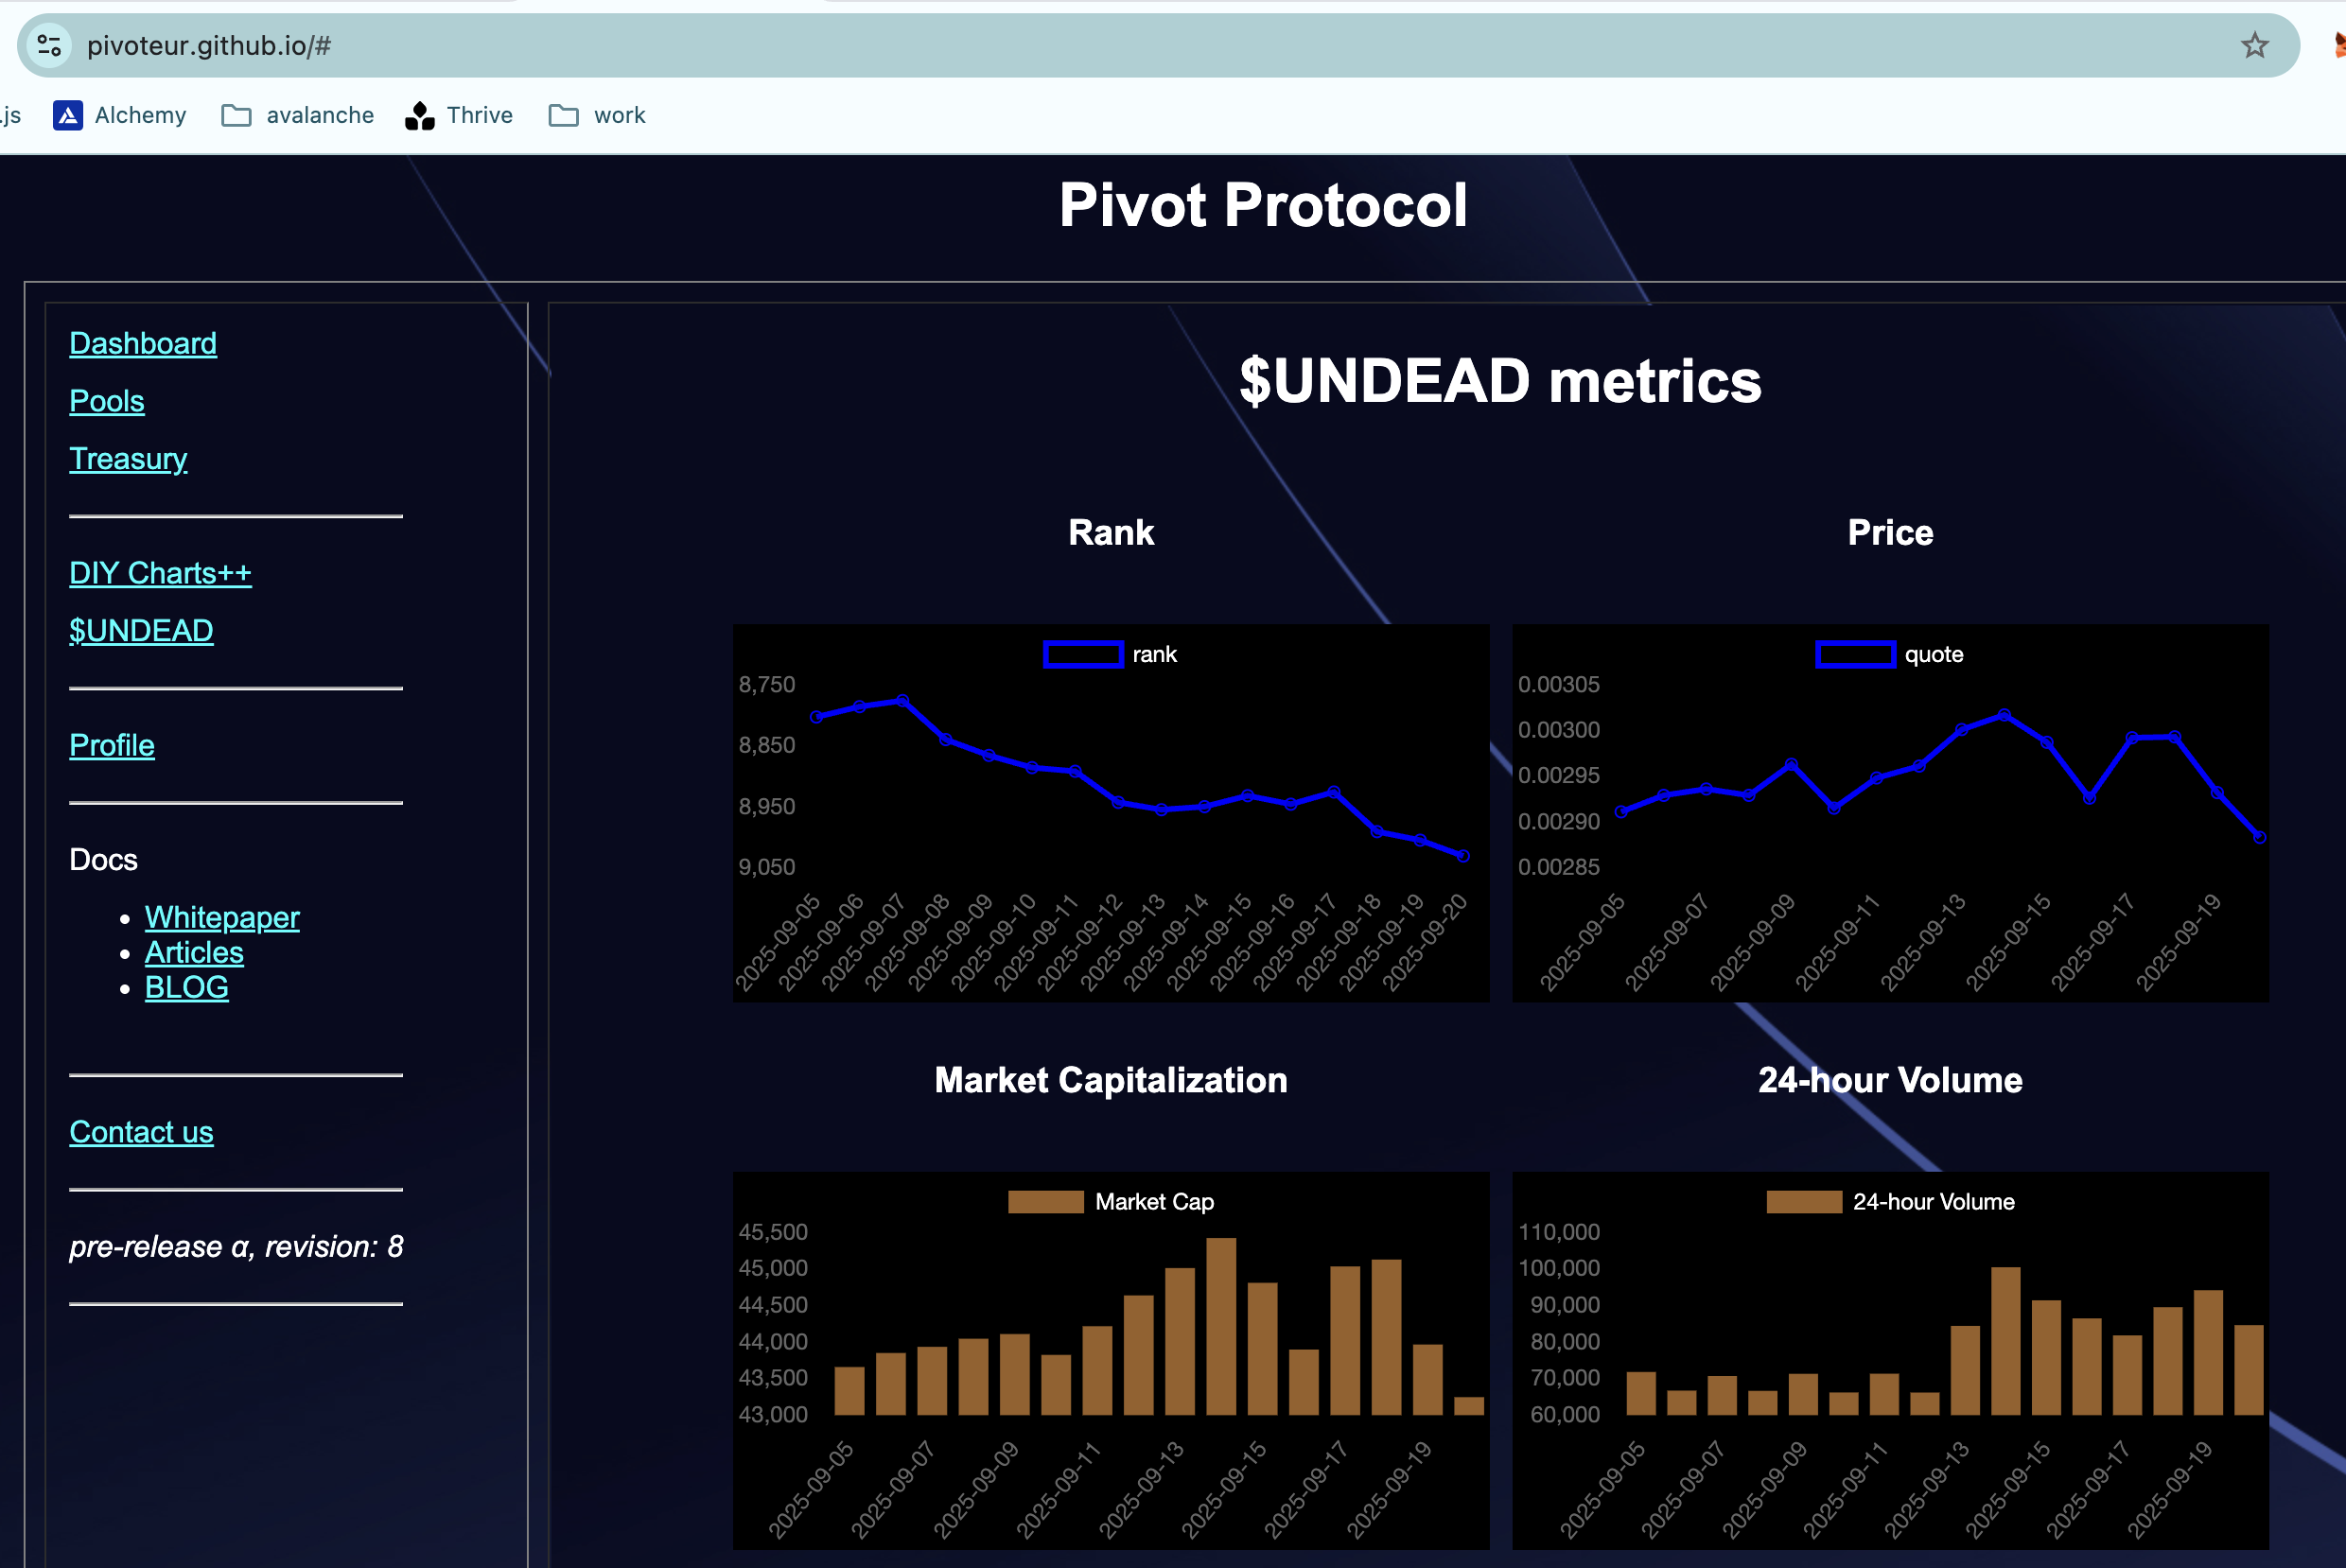 pivoteur.github.io/#
.js
Alchemy
avalanche
Thrive
work
Pivot Protocol
Dashboard
Pools
Treasury
DIY Charts++
$UNDEAD
Profile
Docs
Whitepaper
Articles
BLOG
Contact us
pre-release α, revision: 8
$UNDEAD metrics
Rank
rank
8,750
8,850
8,950
9,050
2025-09-05
2025-09-06
2025-09-07
2025-09-08
2025-09-09
2025-09-10
2025-09-11
2025-09-12
2025-09-13
2025-09-14
2025-09-15
2025-09-16
2025-09-17
2025-09-18
2025-09-19
2025-09-20
Price
quote
0.00305
0.00300
0.00295
0.00290
0.00285
2025-09-05
2025-09-07
2025-09-09
2025-09-11
2025-09-13
2025-09-15
2025-09-17
2025-09-19
Market Capitalization
Market Cap
45,500
45,000
44,500
44,000
43,500
43,000
2025-09-05
2025-09-07
2025-09-09
2025-09-11
2025-09-13
2025-09-15
2025-09-17
2025-09-19
24-hour Volume
24-hour Volume
110,000
100,000
90,000
80,000
70,000
60,000
2025-09-05
2025-09-07
2025-09-09
2025-09-11
2025-09-13
2025-09-15
2025-09-17
2025-09-19